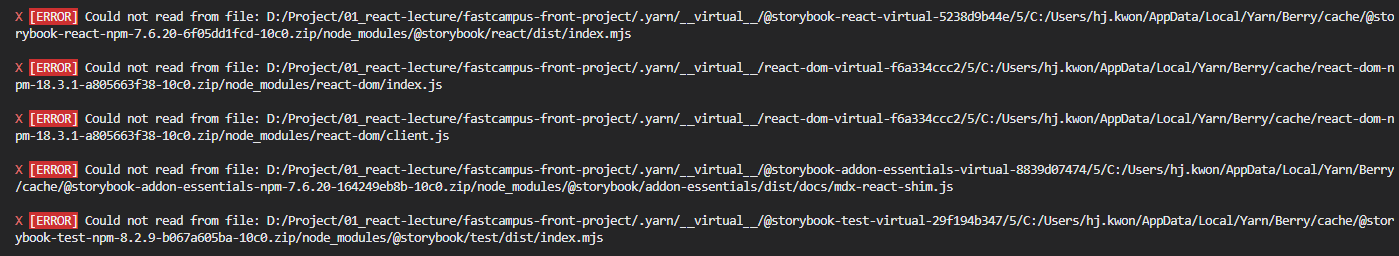 X [ERROR] Could not read from file: D:/Project/01_react-lecture/fastcampus-front-project/.yarn/__virtual__/@storybook-react-virtual-5238d9b44e/5/C:/Users/hj.kwon/AppData/Local/Yarn/Berry/cache/@sto
rybook-react-npm-7.6.20-6f05dd1fcd-10c0.zip/node_modules/@storybook/react/dist/index.mjs
X [ERROR] Could not read from file: D:/Project/01_react-lecture/fastcampus-front-project/.yarn/__virtual__/react-dom-virtual-f6a334ccc2/5/C:/Users/hj.kwon/AppData/Local/Yarn/Berry/cache/react-dom-n
pm-18.3.1-a805663f38-10c0.zip/node_modules/react-dom/index.js
X [ERROR] Could not read from file: D:/Project/01_react-lecture/fastcampus-front-project/.yarn/__virtual__/react-dom-virtual-f6a334ccc2/5/C:/Users/hj.kwon/AppData/Local/Yarn/Berry/cache/react-dom-n
pm-18.3.1-a805663f38-10c0.zip/node_modules/react-dom/client.js
X [ERROR] Could not read from file: D:/Project/01_react-lecture/fastcampus-front-project/.yarn/__virtual__/@storybook-addon-essentials-virtual-8839d07474/5/C:/Users/hj.kwon/AppData/Local/Yarn/Berry
/cache/@storybook-addon-essentials-npm-7.6.20-164249eb8b-10c0.zip/node_modules/@storybook/addon-essentials/dist/docs/mdx-react-shim.js
X [ERROR] Could not read from file: D:/Project/01_react-lecture/fastcampus-front-project/.yarn/__virtual__/@storybook-test-virtual-29f194b347/5/C:/Users/hj.kwon/AppData/Local/Yarn/Berry/cache/@stor
ybook-test-npm-8.2.9-b067a605ba-10c0.zip/node_modules/@storybook/test/dist/index.mjs